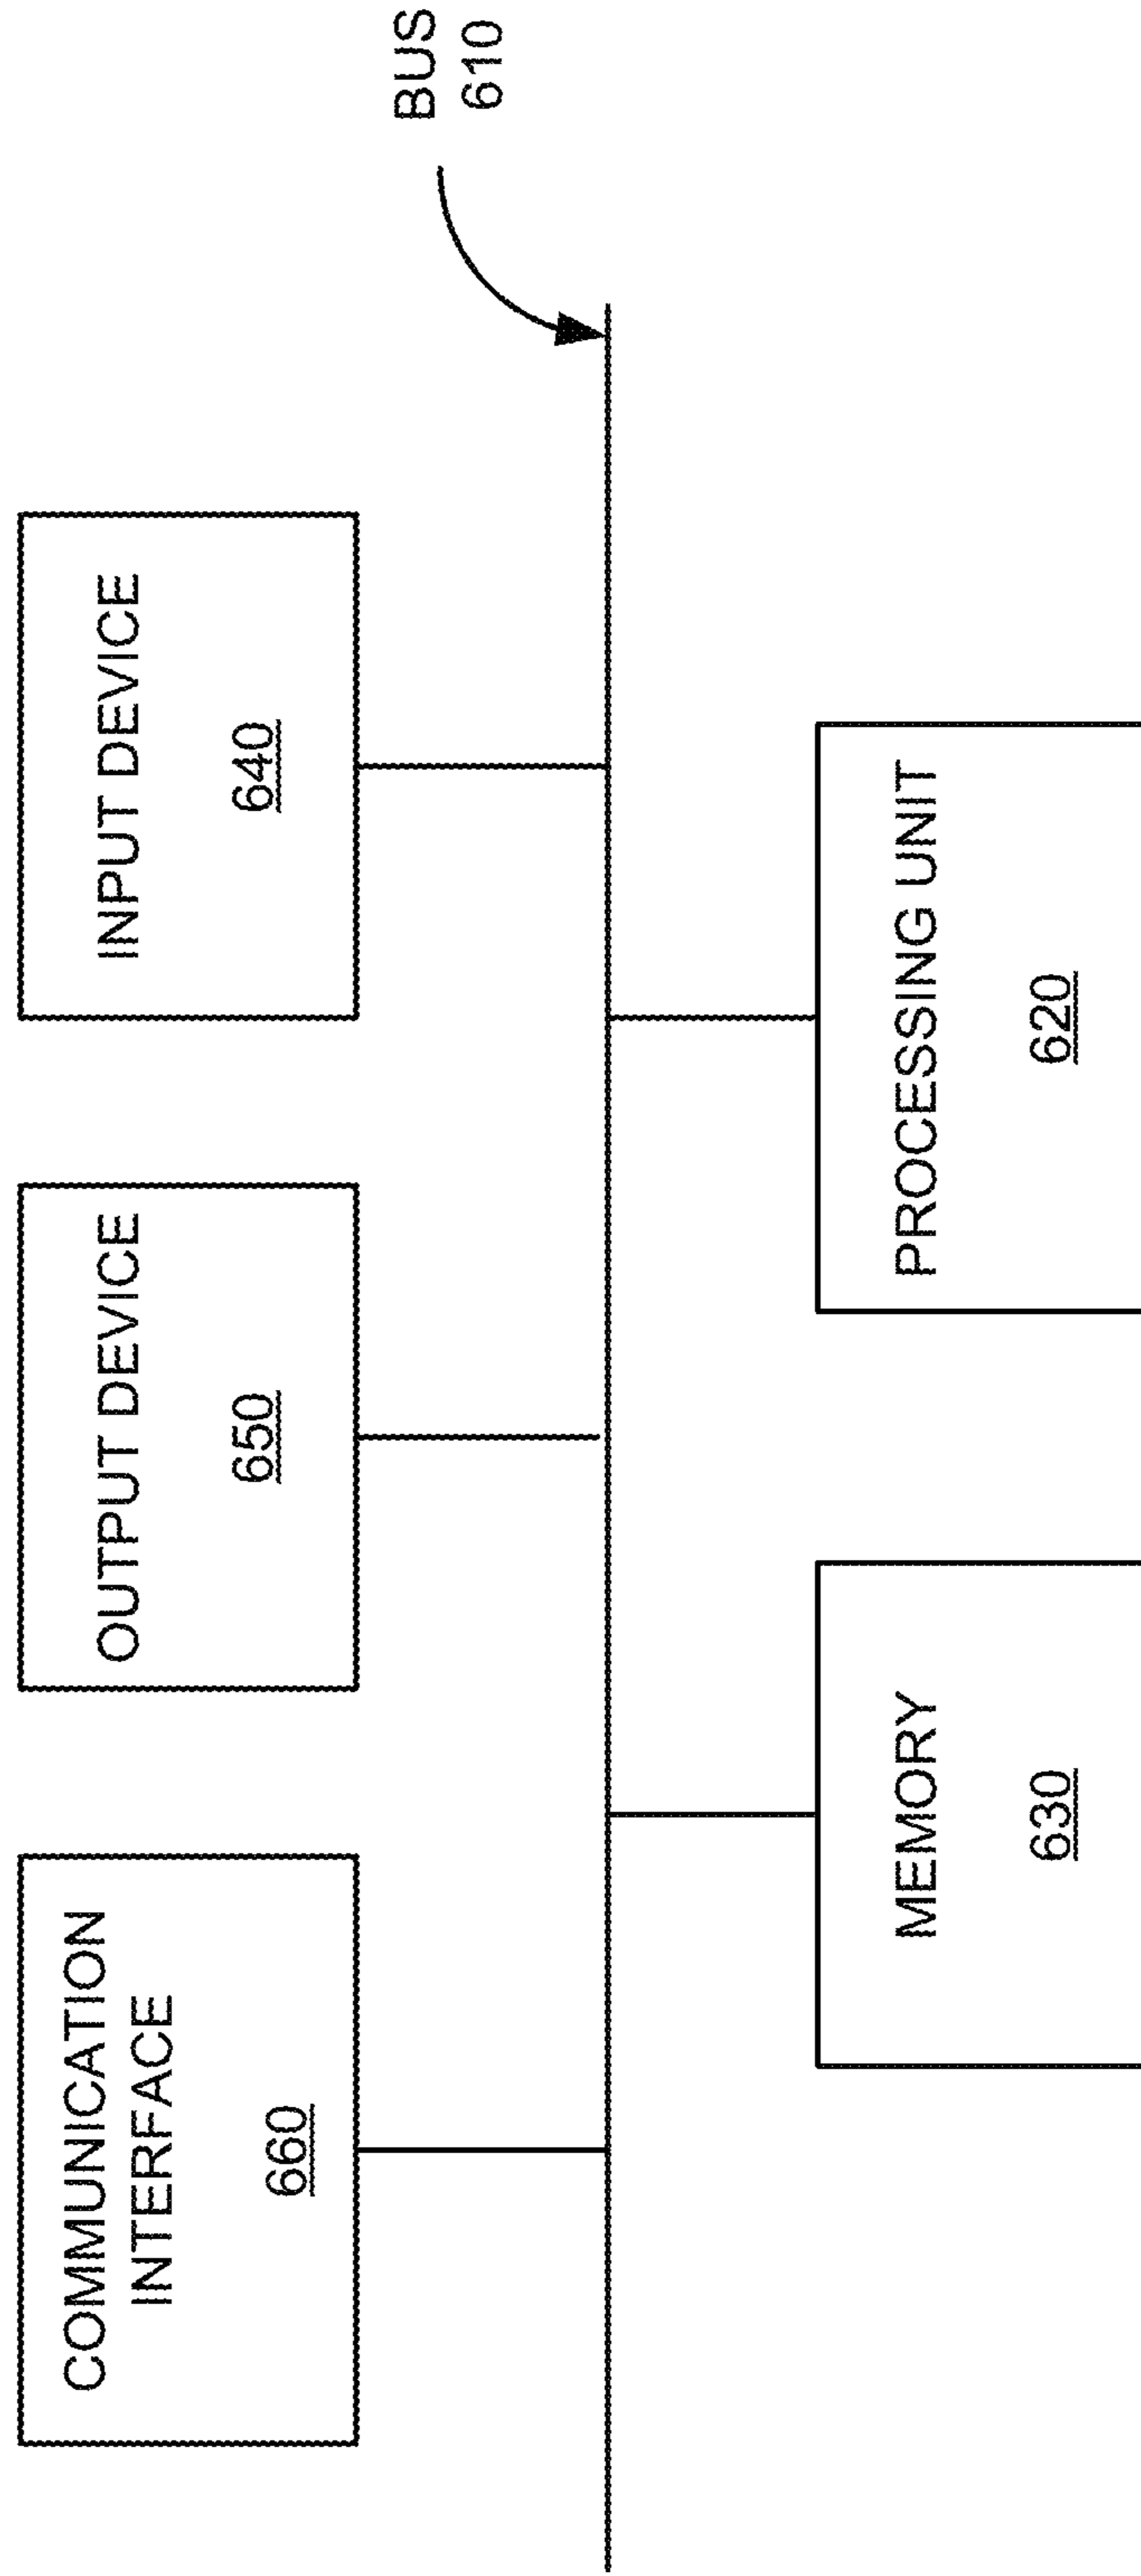 COMMUNICATION
INTERFACE
660
OUTPUT DEVICE
650
INPUT DEVICE
640
BUS
610
MEMORY
630
PROCESSING UNIT
620